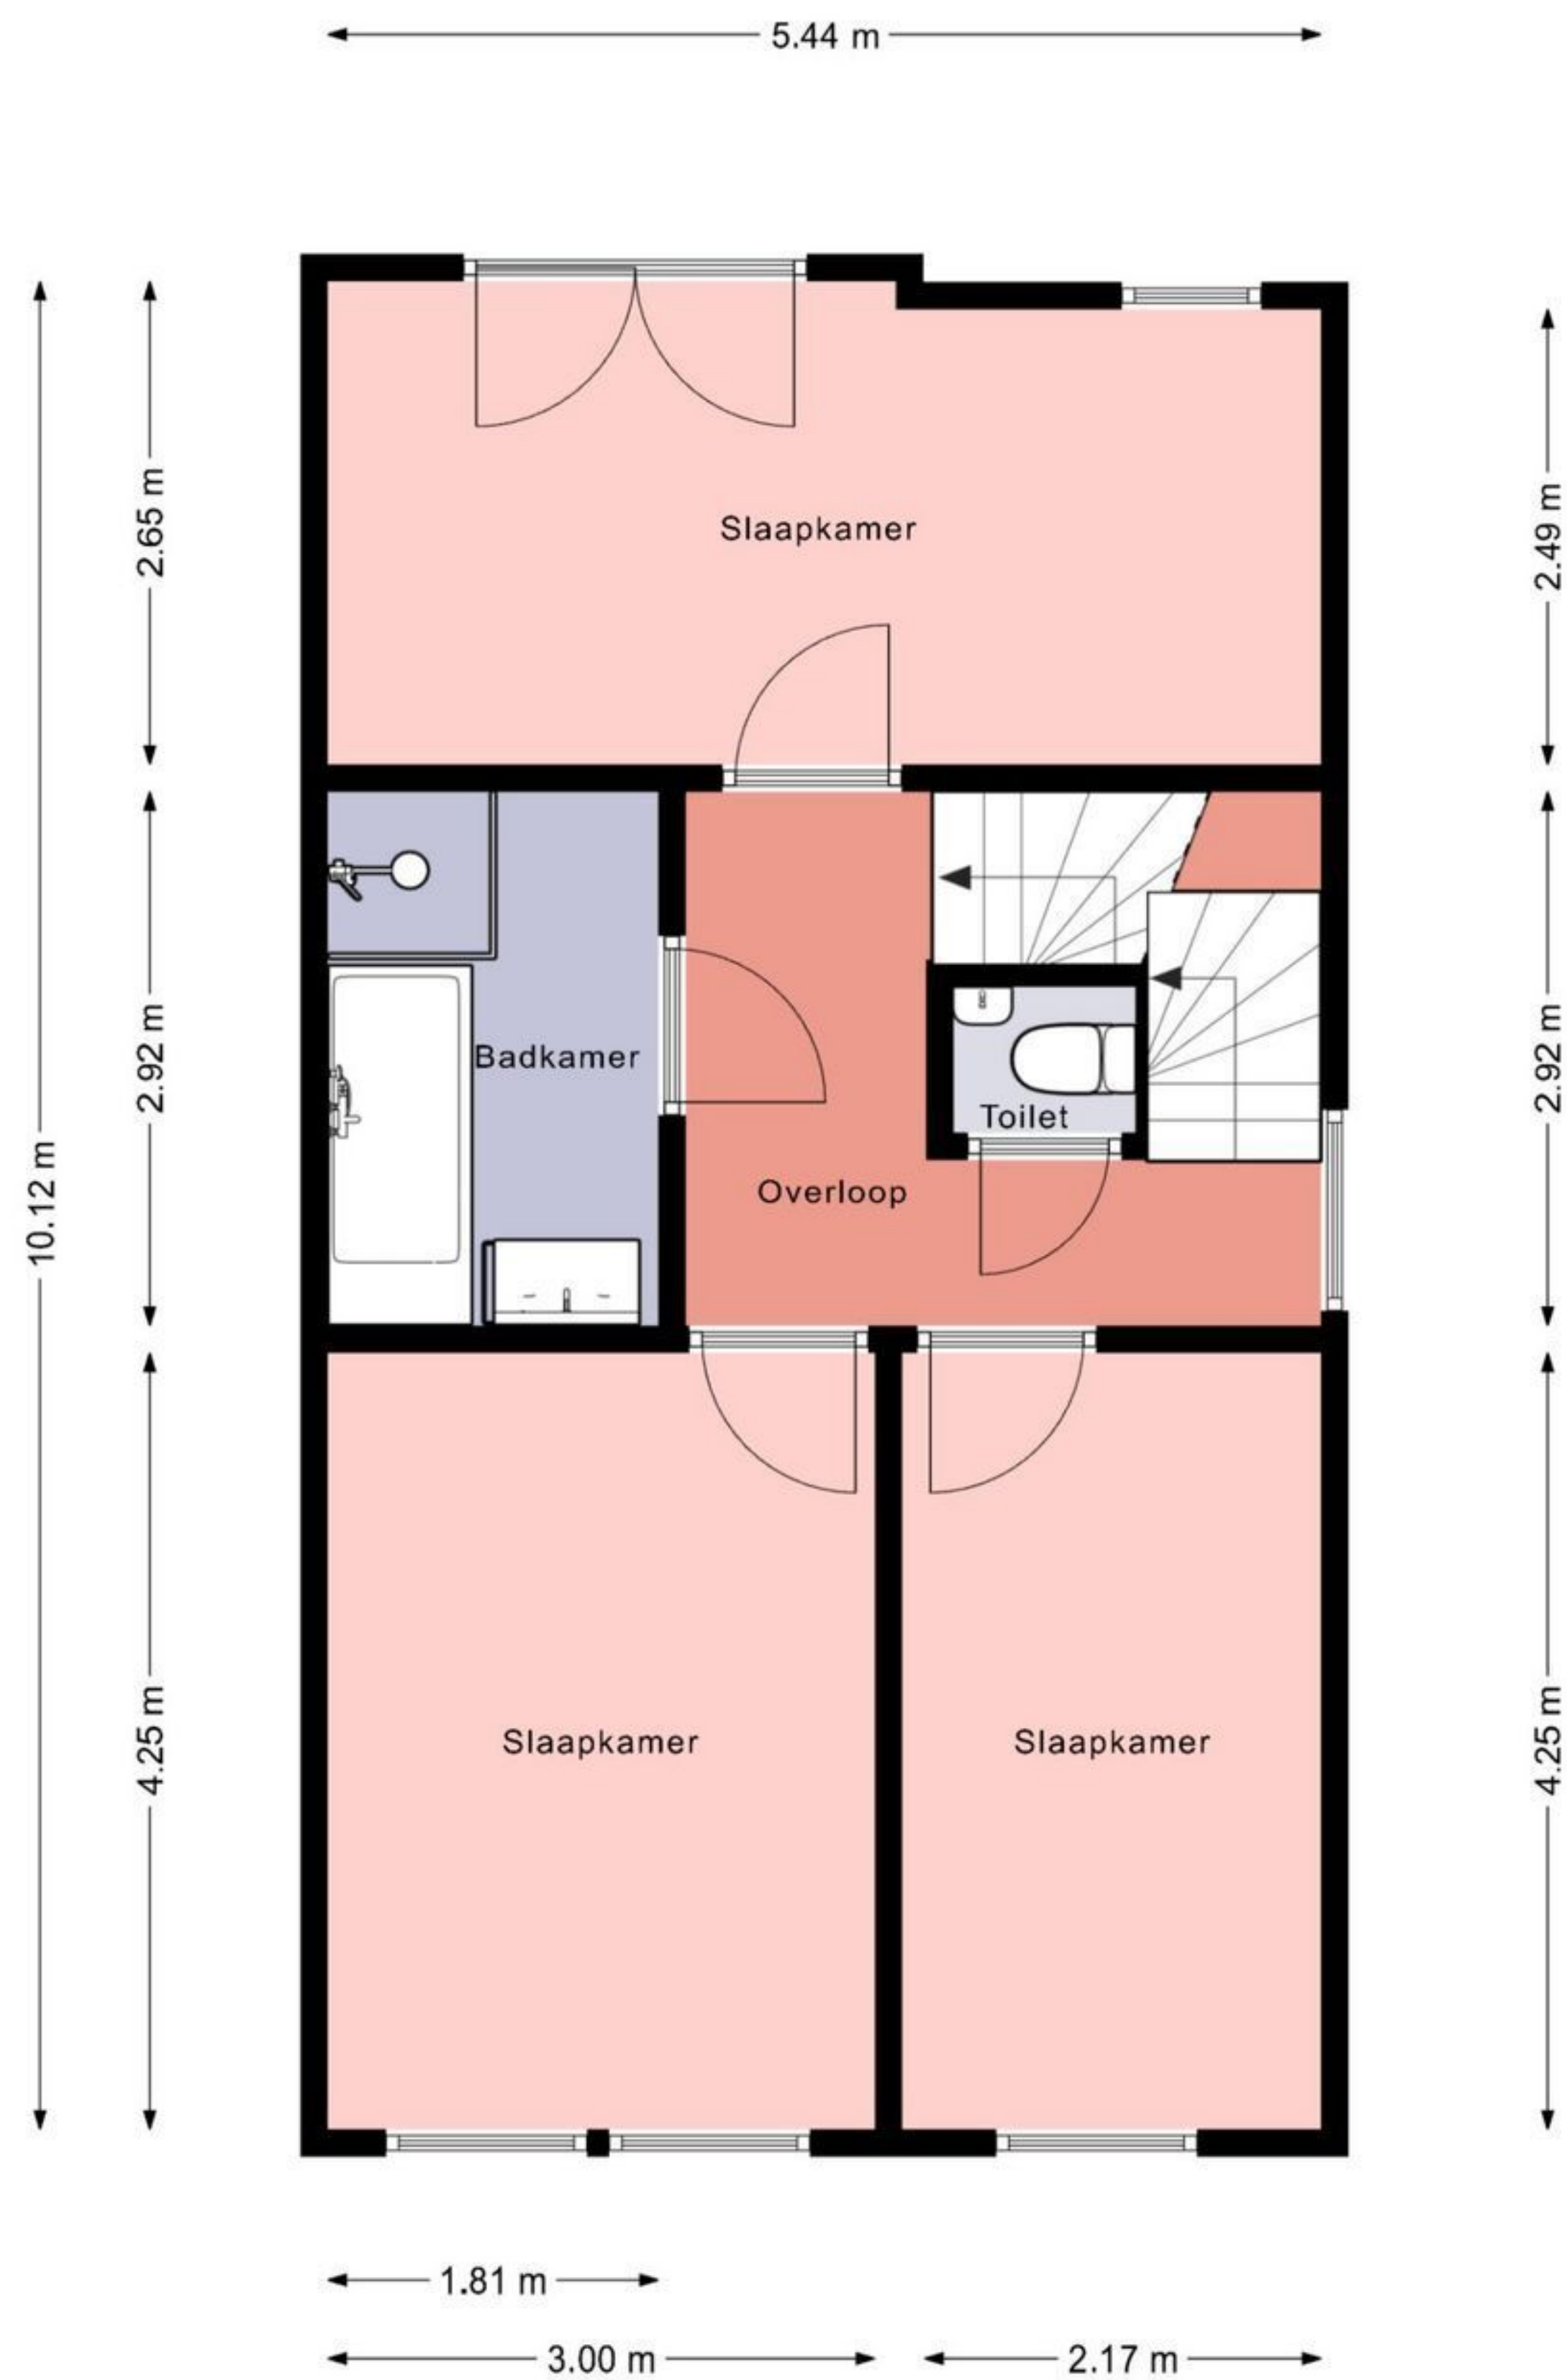 5.44 m
2.65 m
2.49 m
Slaapkamer
2.92 m
2.92 m
10.12 m
Badkamer
Toilet
Overloop
4.25 m
4.25 m
Slaapkamer
Slaapkamer
1.81 m
3.00 m
2.17 m